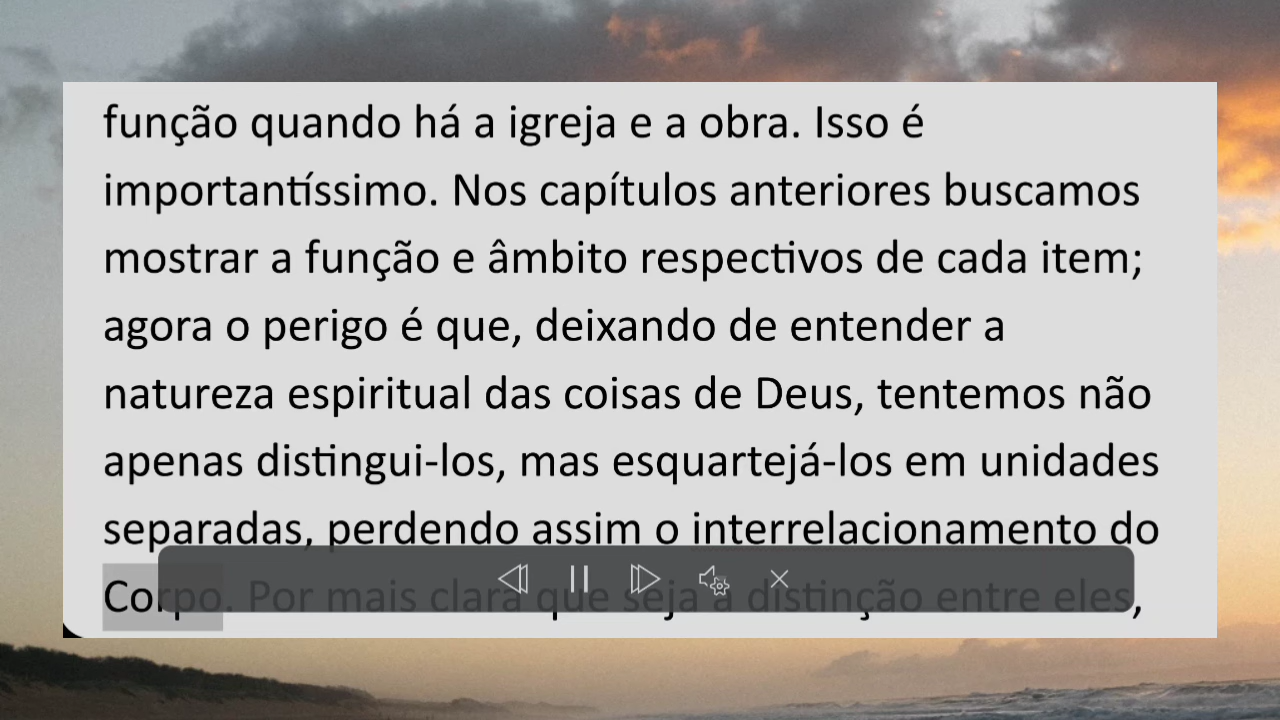 função quando há a igreja e a obra. Isso é
importantíssimo. Nos capítulos anteriores buscamos
mostrar a função e âmbito respectivos de cada item;
agora o perigo é que, deixando de entender a
natureza espiritual das coisas de Deus, tentemos não
apenas distingui-los, mas esquartejá-los em unidades
separadas, perdendo assim o interrelacionamento do
Corpo. Por mais clara que seja a distinção entre eles,